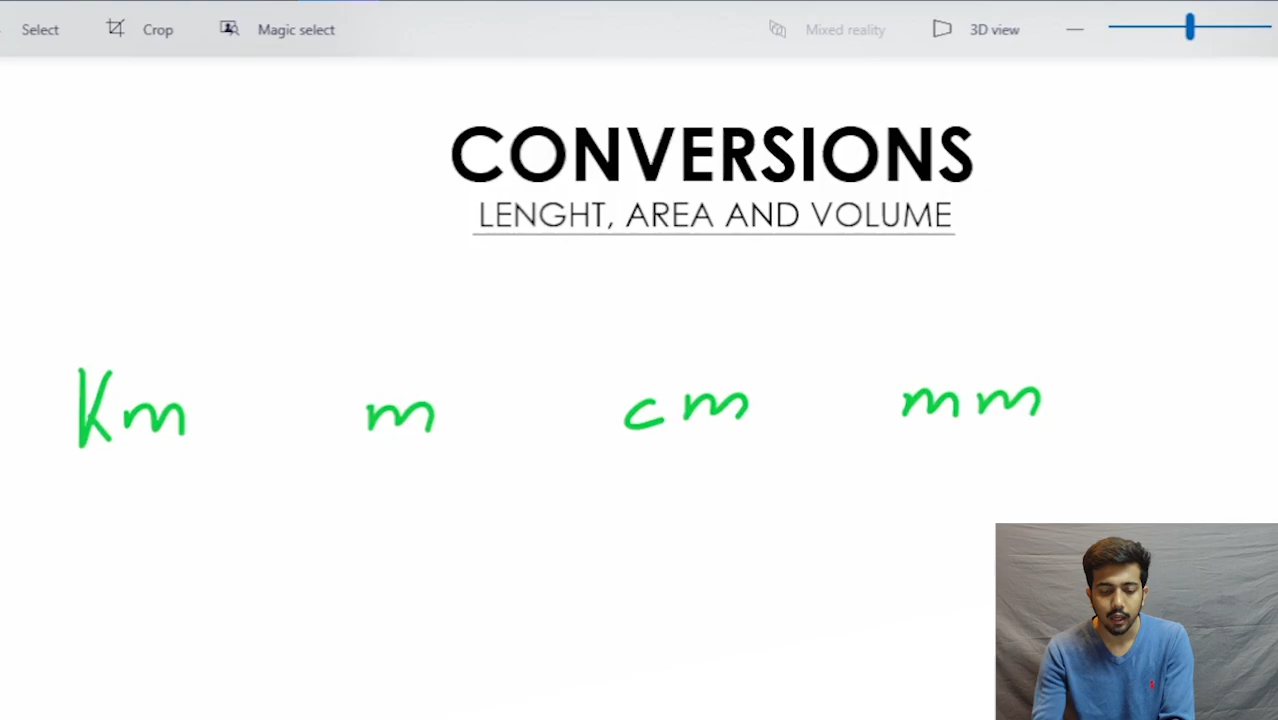 Select Crop Magic select Mixed reality 3D view
CONVERSIONS
LENGHT, AREA AND VOLUME
Km m cm mm